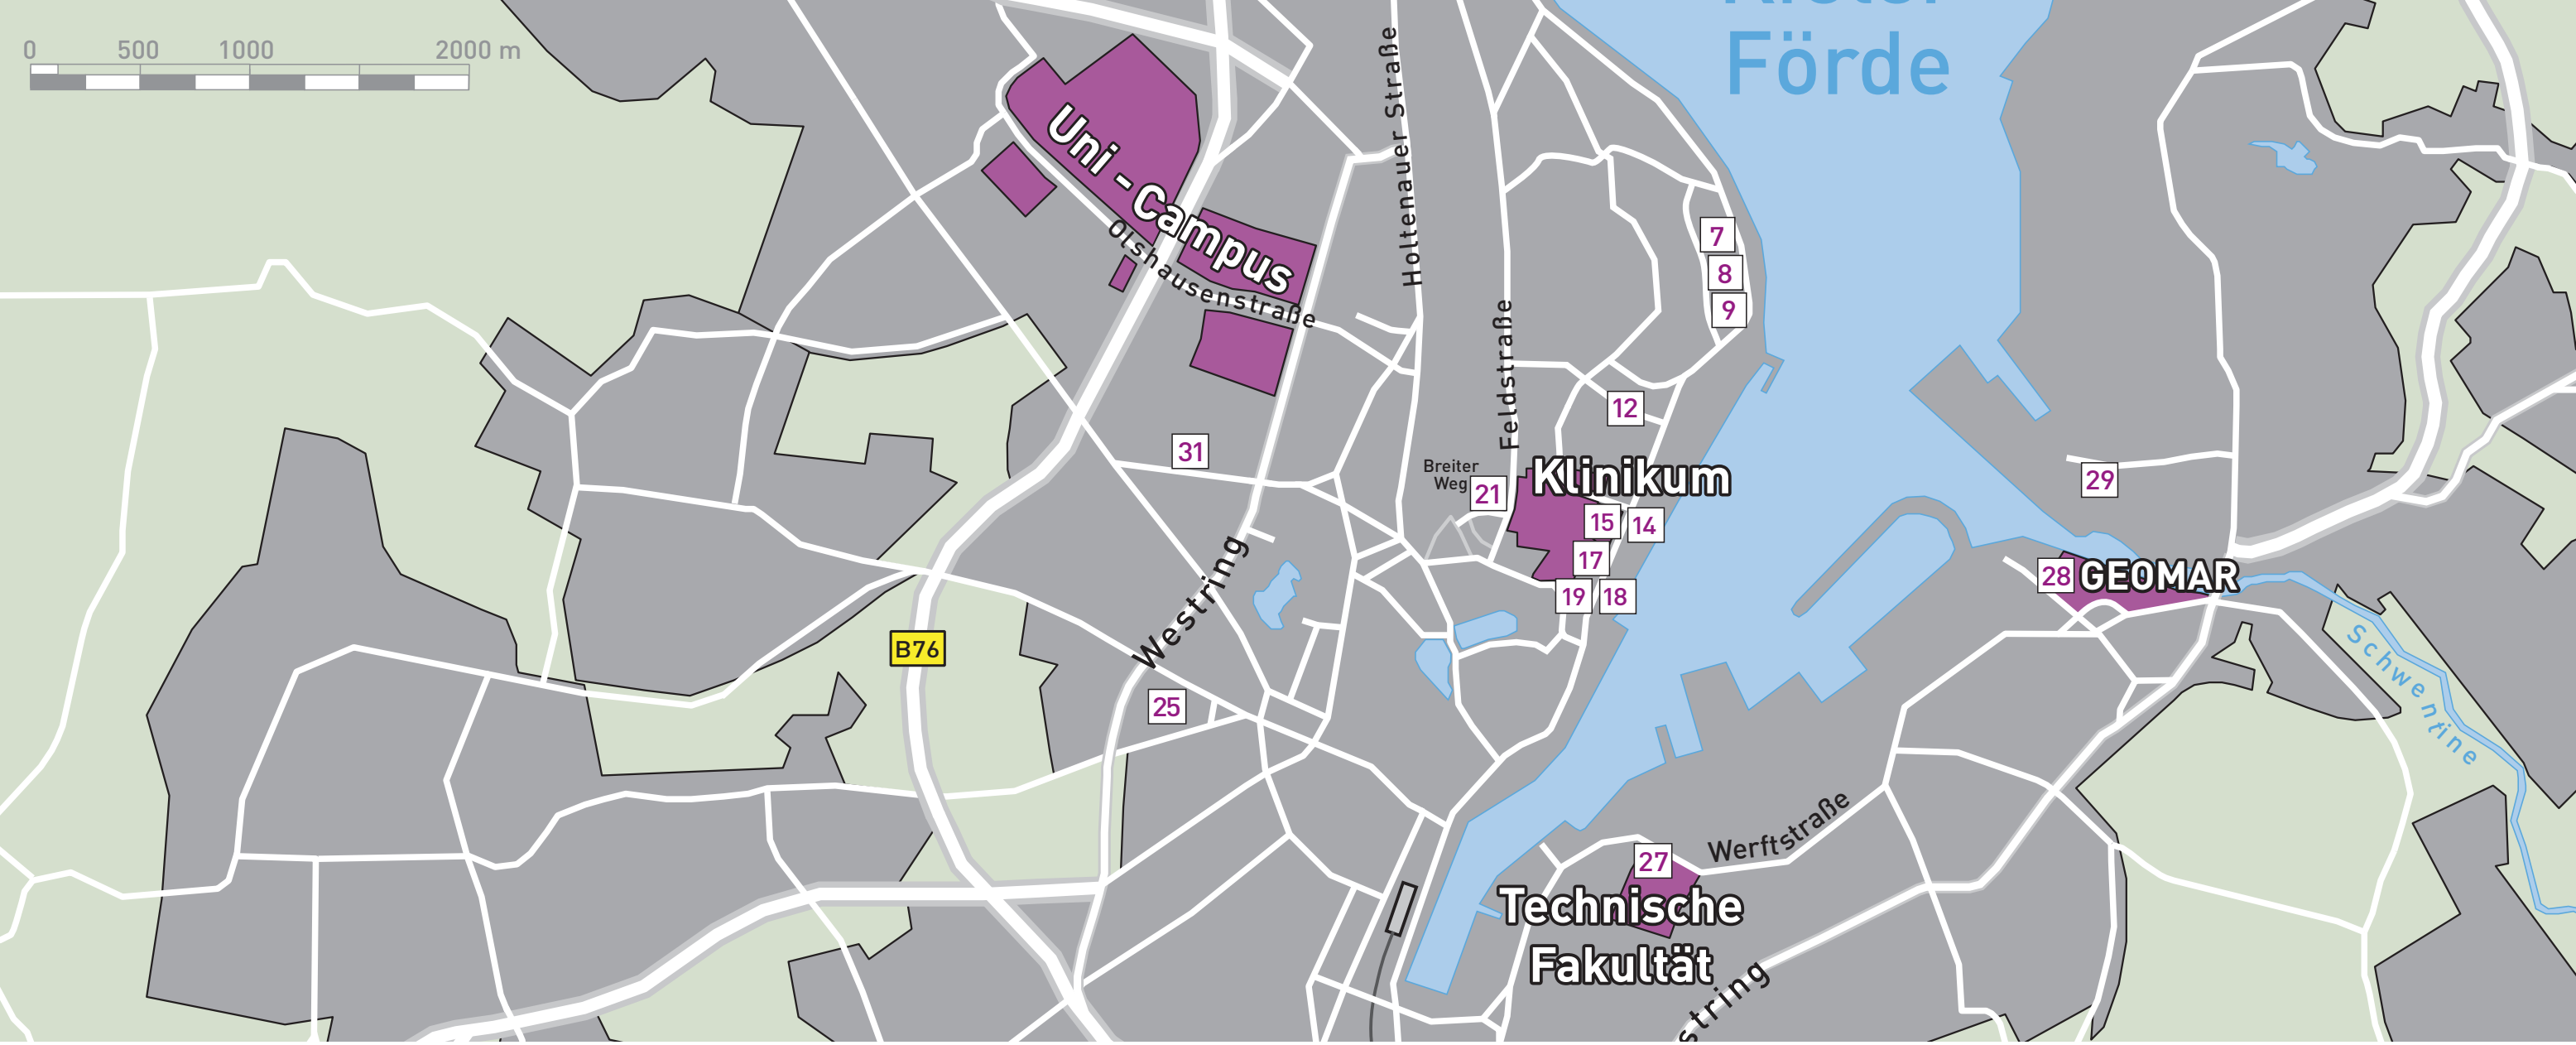 0 500 1000 2000 m
Förde
Uni - Campus
Olshausenstraße
Holtenauer Straße
Feldstraße
7
8
9
12
31
Breiter
Weg
21
Klinikum
15
14
17
19
18
29
28
GEOMAR
Westring
B76
25
Schwentine
Werftstraße
27
Technische
Fakultät
string